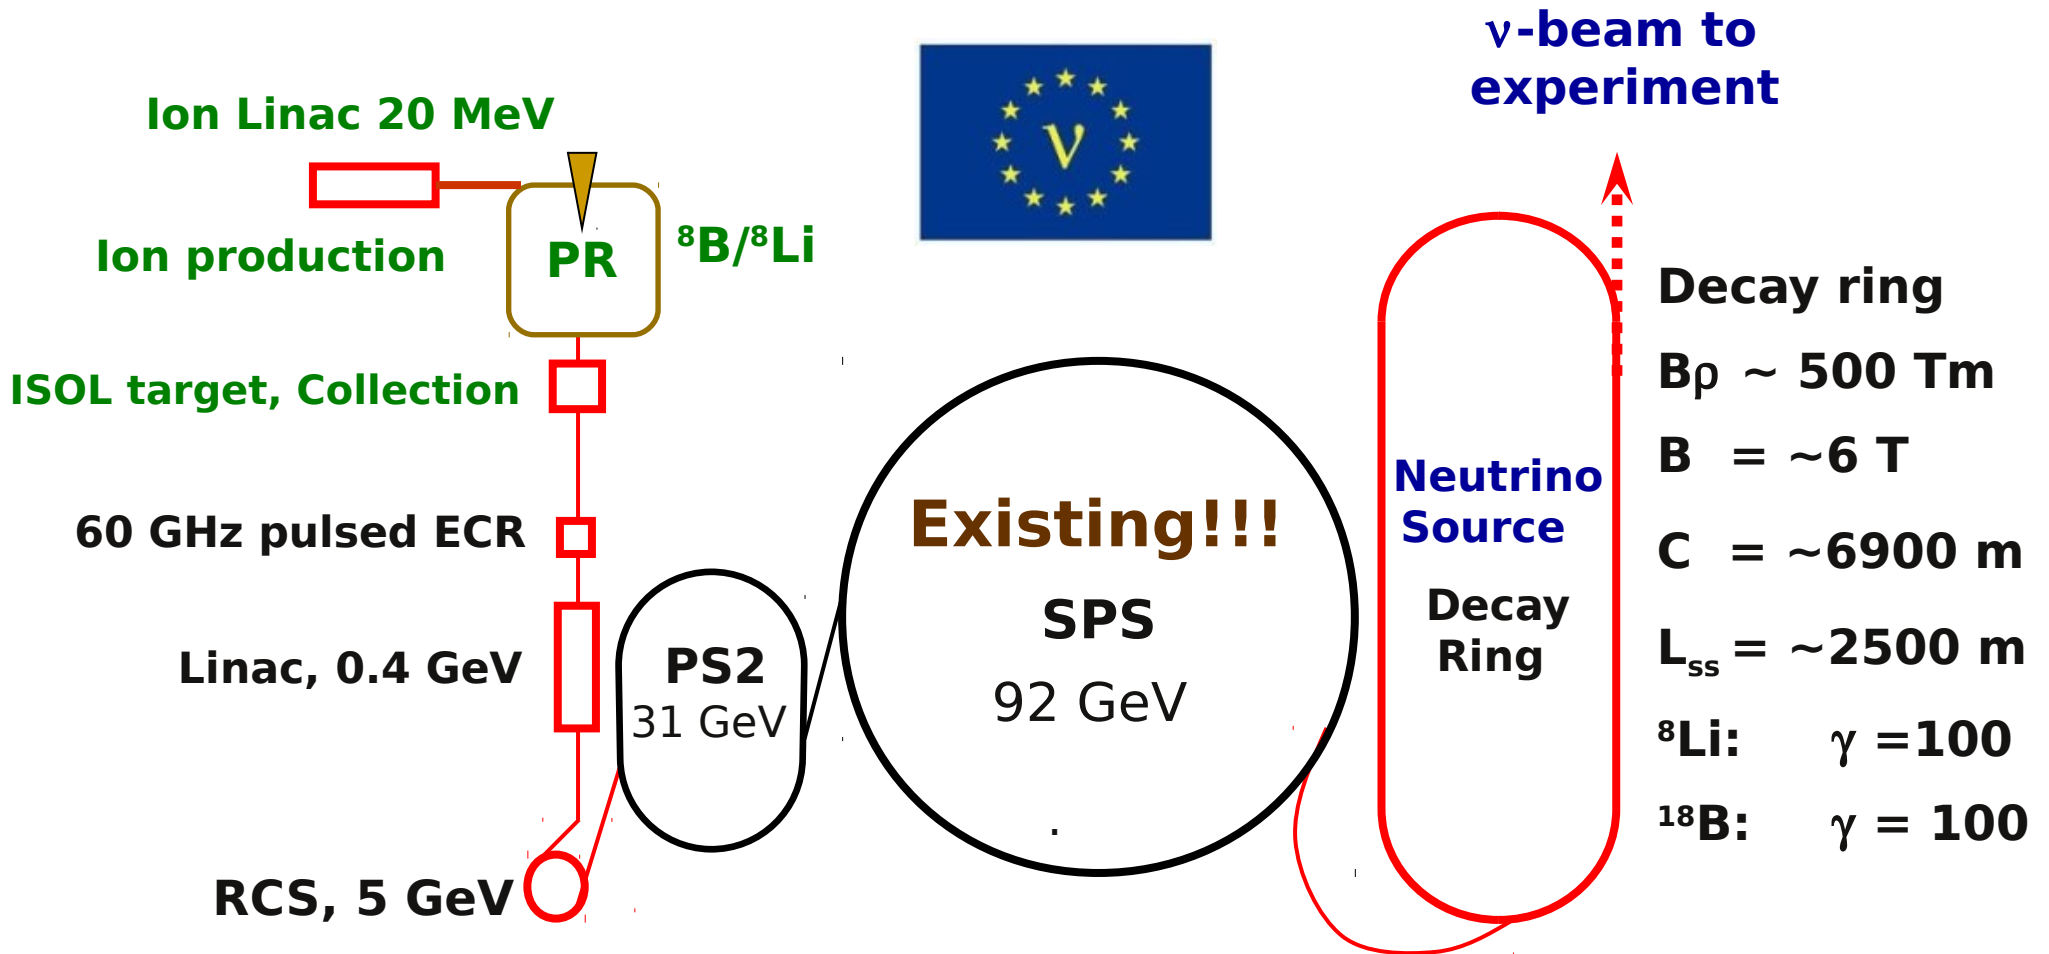 ν-beam to
experiment
Ion Linac 20 MeV
ν
Ion production
PR
⁸B/⁸Li
ISOL target, Collection
60 GHz pulsed ECR
Linac, 0.4 GeV
RCS, 5 GeV
PS2
31 GeV
Existing!!!
SPS
92 GeV
.
Neutrino
Source
Decay
Ring
Decay ring
Bρ ~ 500 Tm
B = ~6 T
C = ~6900 m
Lss = ~2500 m
⁸Li: γ =100
¹⁸B: γ = 100